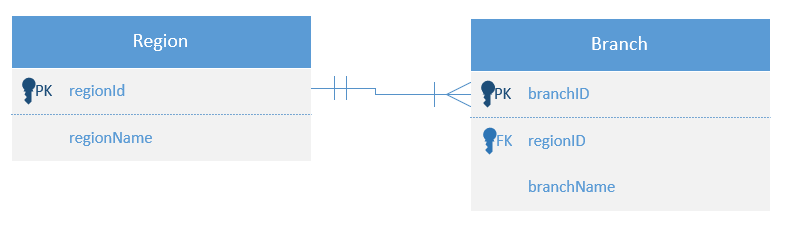 Region
PK regionId
regionName
Branch
PK branchID
FK regionID
branchName